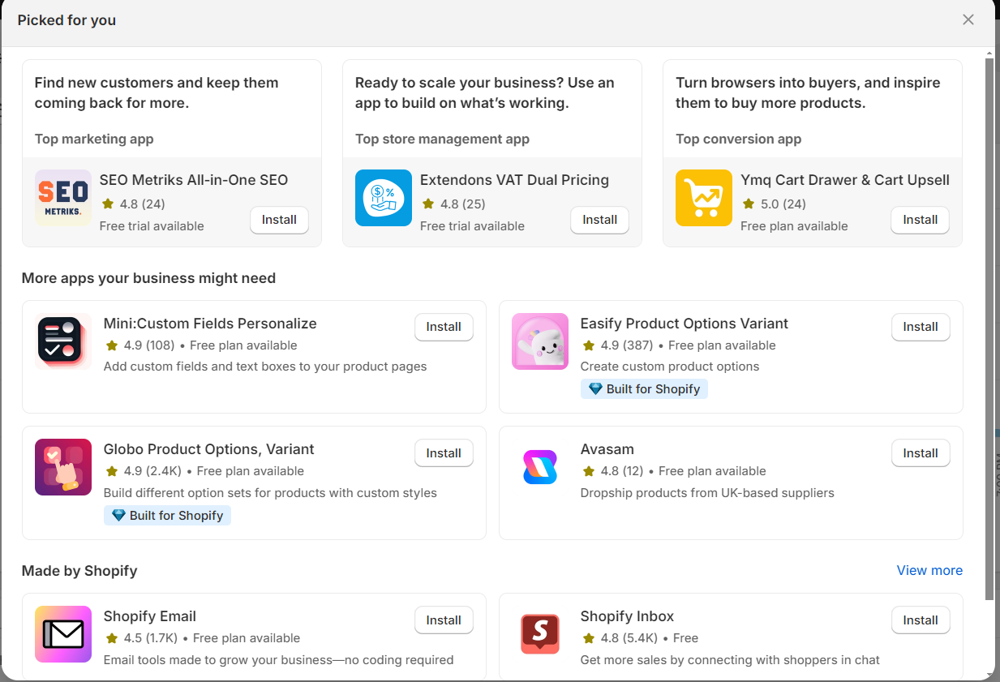 Picked for you
Find new customers and keep them
coming back for more.
Top marketing app
SEO
METRIKS.
SEO Metriks All-in-One SEO
4.8 (24)
Free trial available
Install
Ready to scale your business? Use an
app to build on what’s working.
Top store management app
$ %
Extendons VAT Dual Pricing
4.8 (25)
Free trial available
Install
Turn browsers into buyers, and inspire
them to buy more products.
Top conversion app
Ymq Cart Drawer & Cart Upsell
5.0 (24)
Free plan available
Install
More apps your business might need
Mini:Custom Fields Personalize
4.9 (108) • Free plan available
Add custom fields and text boxes to your product pages
Install
Easify Product Options Variant
4.9 (387) • Free plan available
Create custom product options
Built for Shopify
Install
Globo Product Options, Variant
4.9 (2.4K) • Free plan available
Build different option sets for products with custom styles
Built for Shopify
Install
Avasam
4.8 (12) • Free plan available
Dropship products from UK-based suppliers
Install
Made by Shopify
View more
Shopify Email
4.5 (1.7K) • Free plan available
Email tools made to grow your business—no coding required
Install
S
Shopify Inbox
4.8 (5.4K) • Free
Get more sales by connecting with shoppers in chat
Install